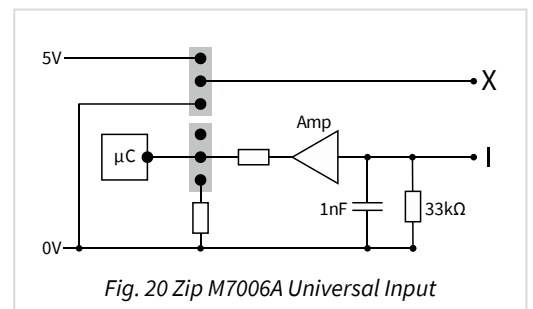 5V
X
Amp
μC
I
1nF
33kΩ
0V
Fig. 20 Zip M7006A Universal Input